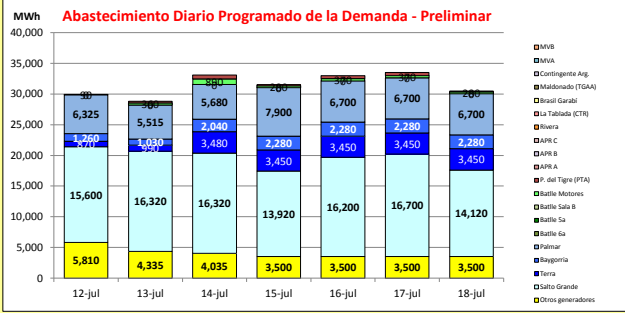 MWh
Abastecimiento Diario Programado de la Demanda - Preliminar
40,000
35,000
30,000
25,000
20,000
15,000
10,000
5,000
0
90
6,325
1,260
870
15,600
5,810
5,515
1,030
990
16,320
4,335
5,680
2,040
3,480
16,320
4,035
7,900
2,280
3,450
13,920
3,500
6,700
2,280
3,450
16,200
3,500
6,700
2,280
3,450
16,700
3,500
6,700
2,280
3,450
14,120
3,500
12-jul
13-jul
14-jul
15-jul
16-jul
17-jul
18-jul
MVB
MVA
Contingente Arg.
Maldonado (TGAA)
Brasil Garabí
La Tablada (CTR)
Rivera
APR C
APR B
APR A
P. del Tigre (PTA)
Batlle Motores
Batlle Sala B
Batlle 5a
Batlle 6a
Palmar
Baygorria
Terra
Salto Grande
Otros generadores